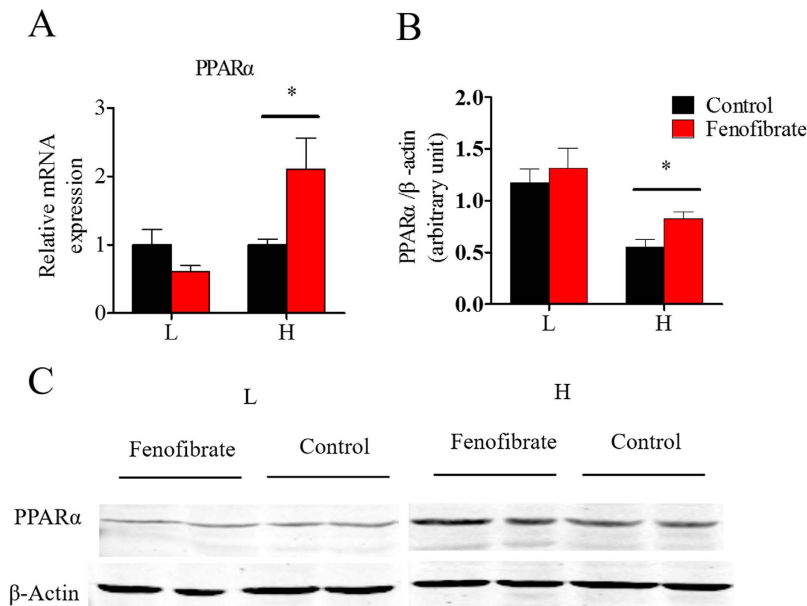 A
PPARα
Relative mRNA
expression
3
2
1
0
*
L
H
B
PPARα /β -actin
(arbitrary unit)
2.0
1.5
1.0
0.5
0.0
*
L
H
Control
Fenofibrate
C
L
H
Fenofibrate
Control
Fenofibrate
Control
PPARα
β-Actin